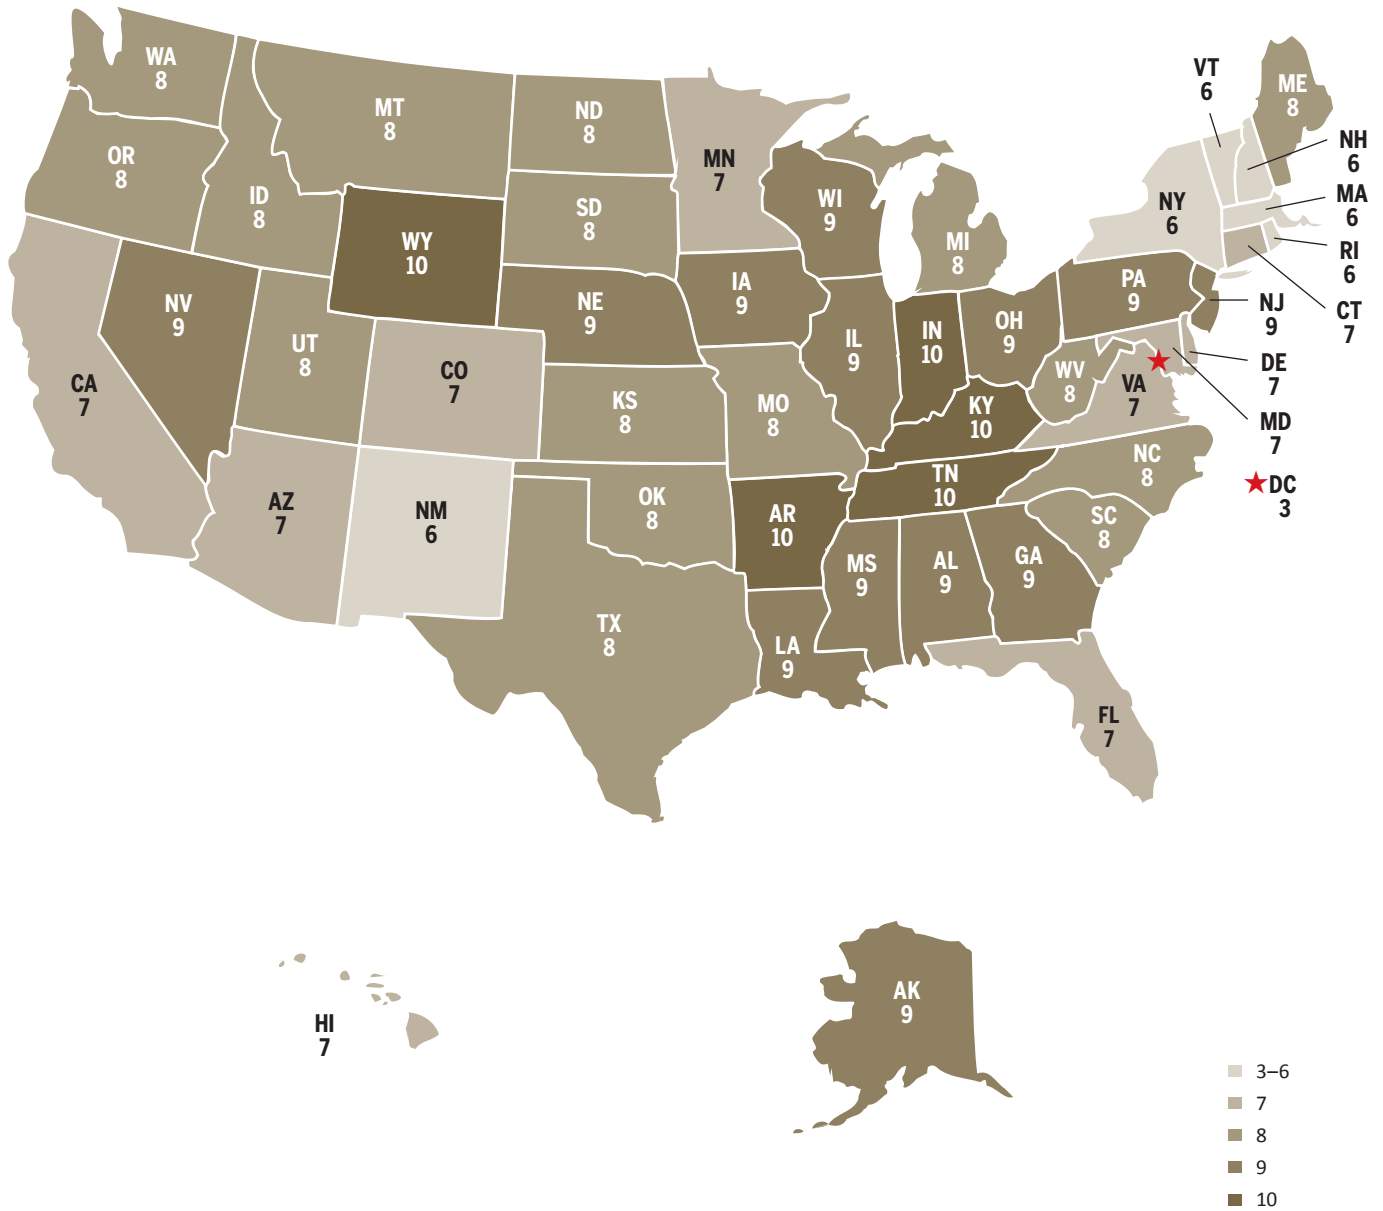 WA
8
MT
8
ND
8
MN
7
VT
6
ME
8
OR
8
ID
8
SD
8
WI
9
NH
6
MA
6
NY
6
RI
6
WY
10
MI
8
NV
9
NE
9
IA
9
PA
9
NJ
9
CT
7
UT
8
CO
7
IL
9
IN
10
OH
9
WV
8
DE
7
CA
7
KS
8
MO
8
KY
10
VA
7
MD
7
AZ
7
NM
6
OK
8
AR
10
TN
10
NC
8
DC
3
SC
8
MS
9
AL
9
GA
9
TX
8
LA
9
FL
7
HI
7
AK
9
3–6
7
8
9
10